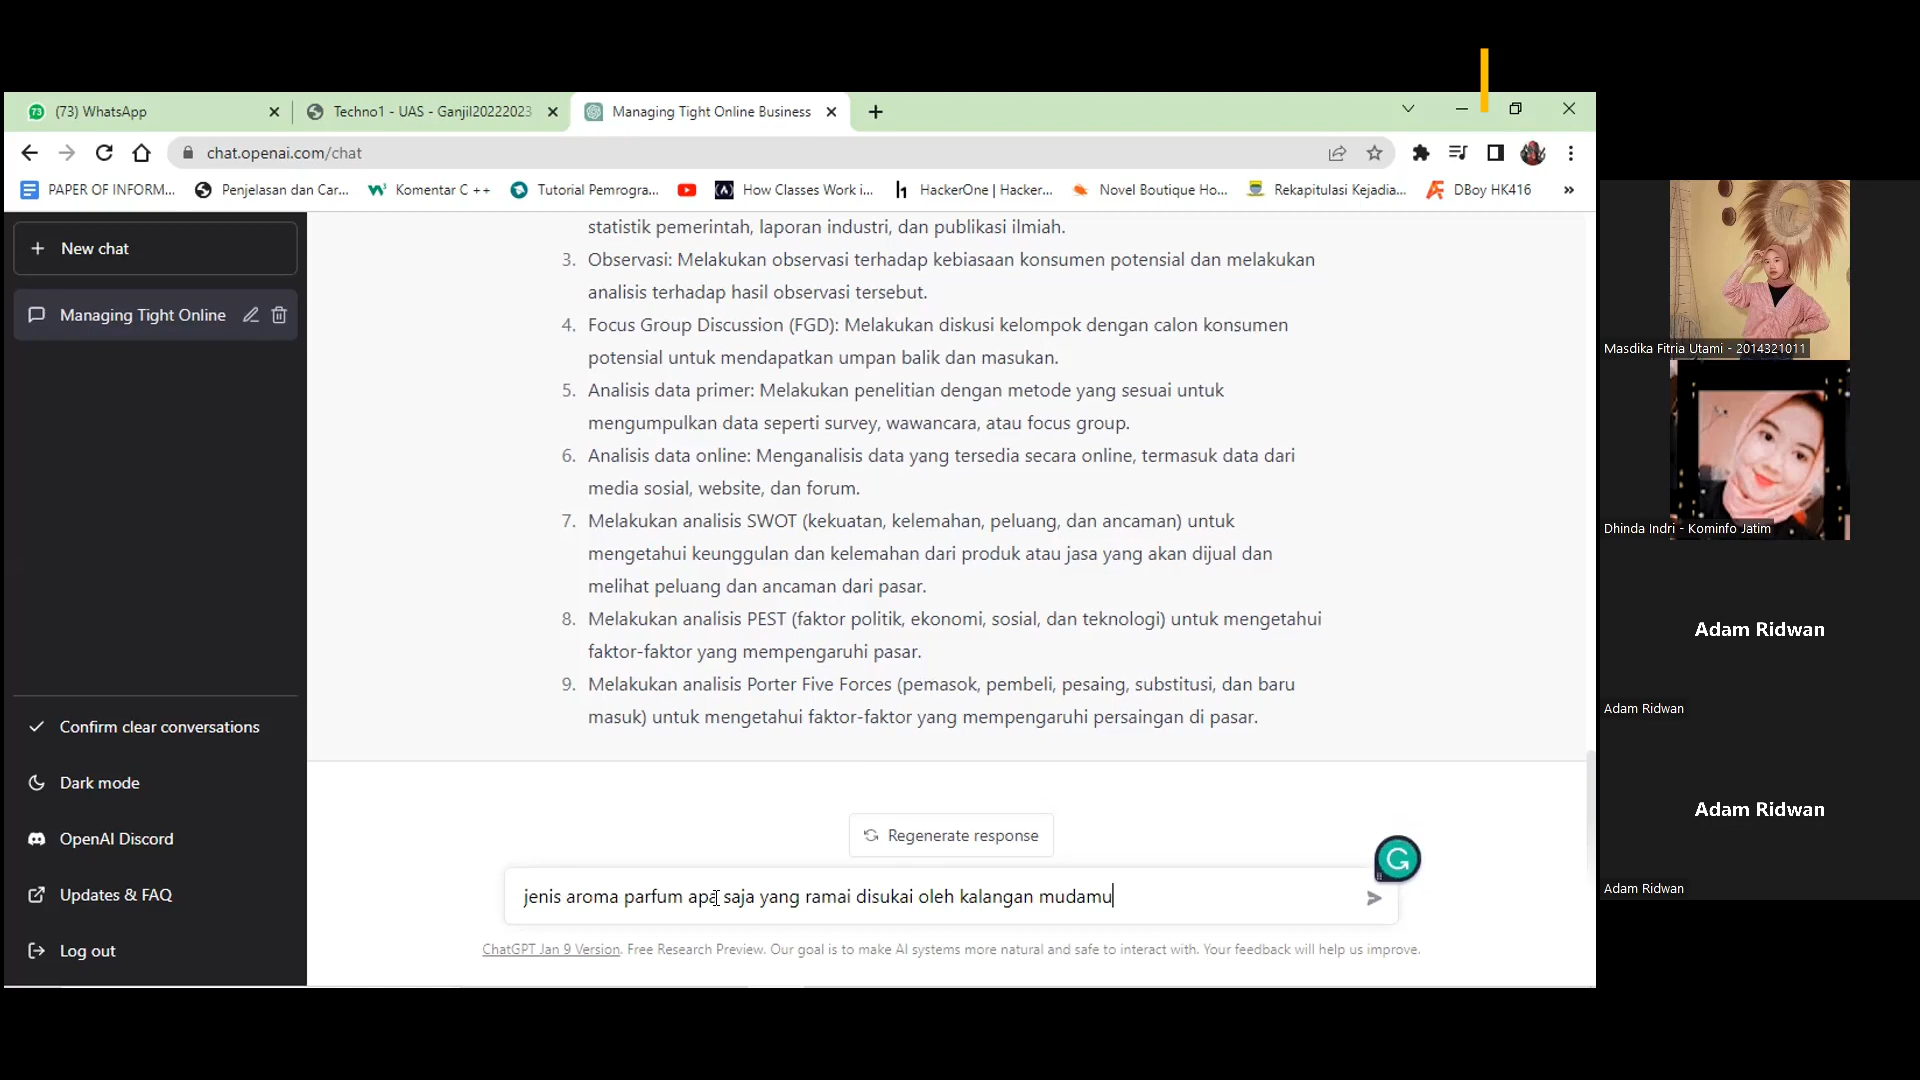 (73) WhatsApp
Techno1 - UAS - Ganjil20222023
Managing Tight Online Business
chat.openai.com/chat
PAPER OF INFORM...
Penjelasan dan Car...
Komentar C ++
Tutorial Pemrogra...
How Classes Work i...
HackerOne | Hacker...
Novel Boutique Ho...
Rekapitulasi Kejadia...
DBoy HK416
»
New chat
Managing Tight Online
Confirm clear conversations
Dark mode
OpenAI Discord
Updates & FAQ
Log out
statistik pemerintah, laporan industri, dan publikasi ilmiah.
3. Observasi: Melakukan observasi terhadap kebiasaan konsumen potensial dan melakukan
analisis terhadap hasil observasi tersebut.
4. Focus Group Discussion (FGD): Melakukan diskusi kelompok dengan calon konsumen
potensial untuk mendapatkan umpan balik dan masukan.
5. Analisis data primer: Melakukan penelitian dengan metode yang sesuai untuk
mengumpulkan data seperti survey, wawancara, atau focus group.
6. Analisis data online: Menganalisis data yang tersedia secara online, termasuk data dari
media sosial, website, dan forum.
7. Melakukan analisis SWOT (kekuatan, kelemahan, peluang, dan ancaman) untuk
mengetahui keunggulan dan kelemahan dari produk atau jasa yang akan dijual dan
melihat peluang dan ancaman dari pasar.
8. Melakukan analisis PEST (faktor politik, ekonomi, sosial, dan teknologi) untuk mengetahui
faktor-faktor yang mempengaruhi pasar.
9. Melakukan analisis Porter Five Forces (pemasok, pembeli, pesaing, substitusi, dan baru
masuk) untuk mengetahui faktor-faktor yang mempengaruhi persaingan di pasar.
Regenerate response
jenis aroma parfum apa saja yang ramai disukai oleh kalangan mudamu
ChatGPT Jan 9 Version. Free Research Preview. Our goal is to make AI systems more natural and safe to interact with. Your feedback will help us improve.
Masdika Fitria Utami - 2014321011
Dhinda Indri - Kominfo Jatim
Adam Ridwan
Adam Ridwan
Adam Ridwan
Adam Ridwan